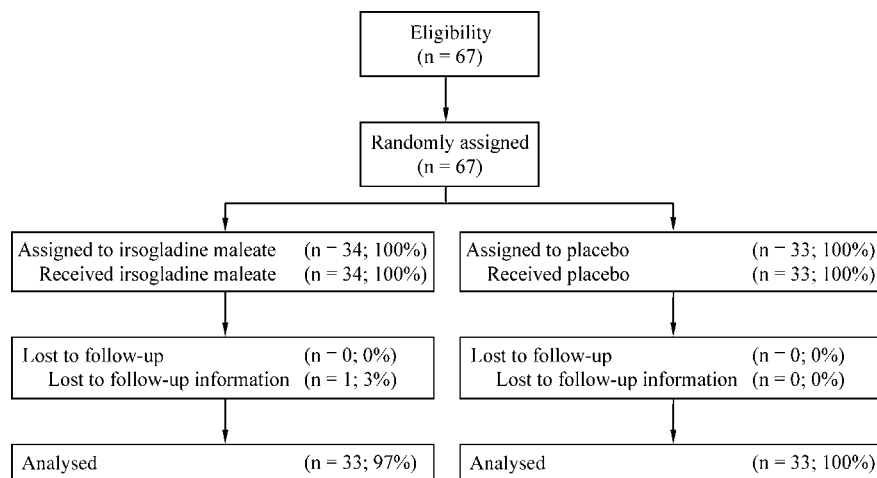 Eligibility
(n = 67)
Randomly assigned
(n = 67)
Assigned to irsogladine maleate (n = 34; 100%)
Received irsogladine maleate (n = 34; 100%)
Assigned to placebo (n = 33; 100%)
Received placebo (n = 33; 100%)
Lost to follow-up (n = 0; 0%)
Lost to follow-up information (n = 1; 3%)
Lost to follow-up (n = 0; 0%)
Lost to follow-up information (n = 0; 0%)
Analysed (n = 33; 97%)
Analysed (n = 33; 100%)